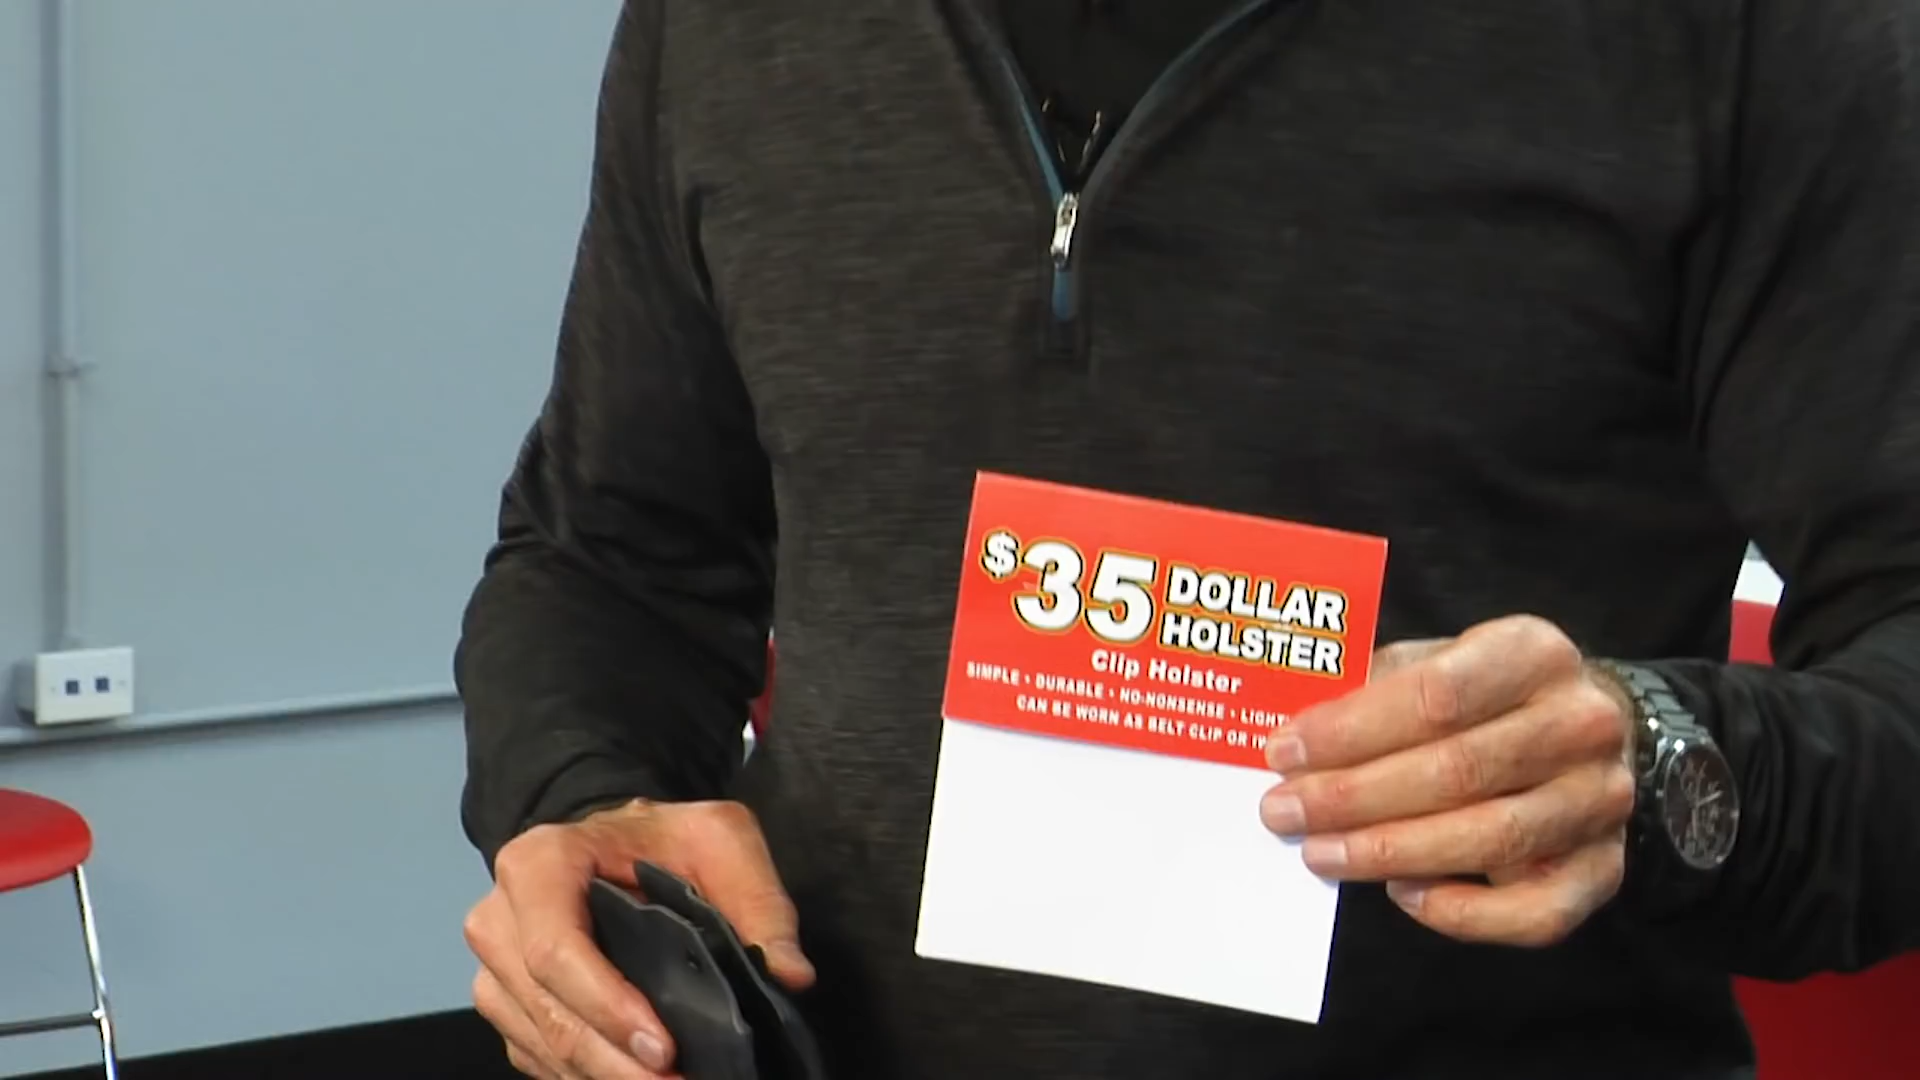 $35 DOLLAR
HOLSTER
Clip Holster
SIMPLE • DURABLE • NO-NONSENSE •
CAN BE WORN AS BELT CLIP OR